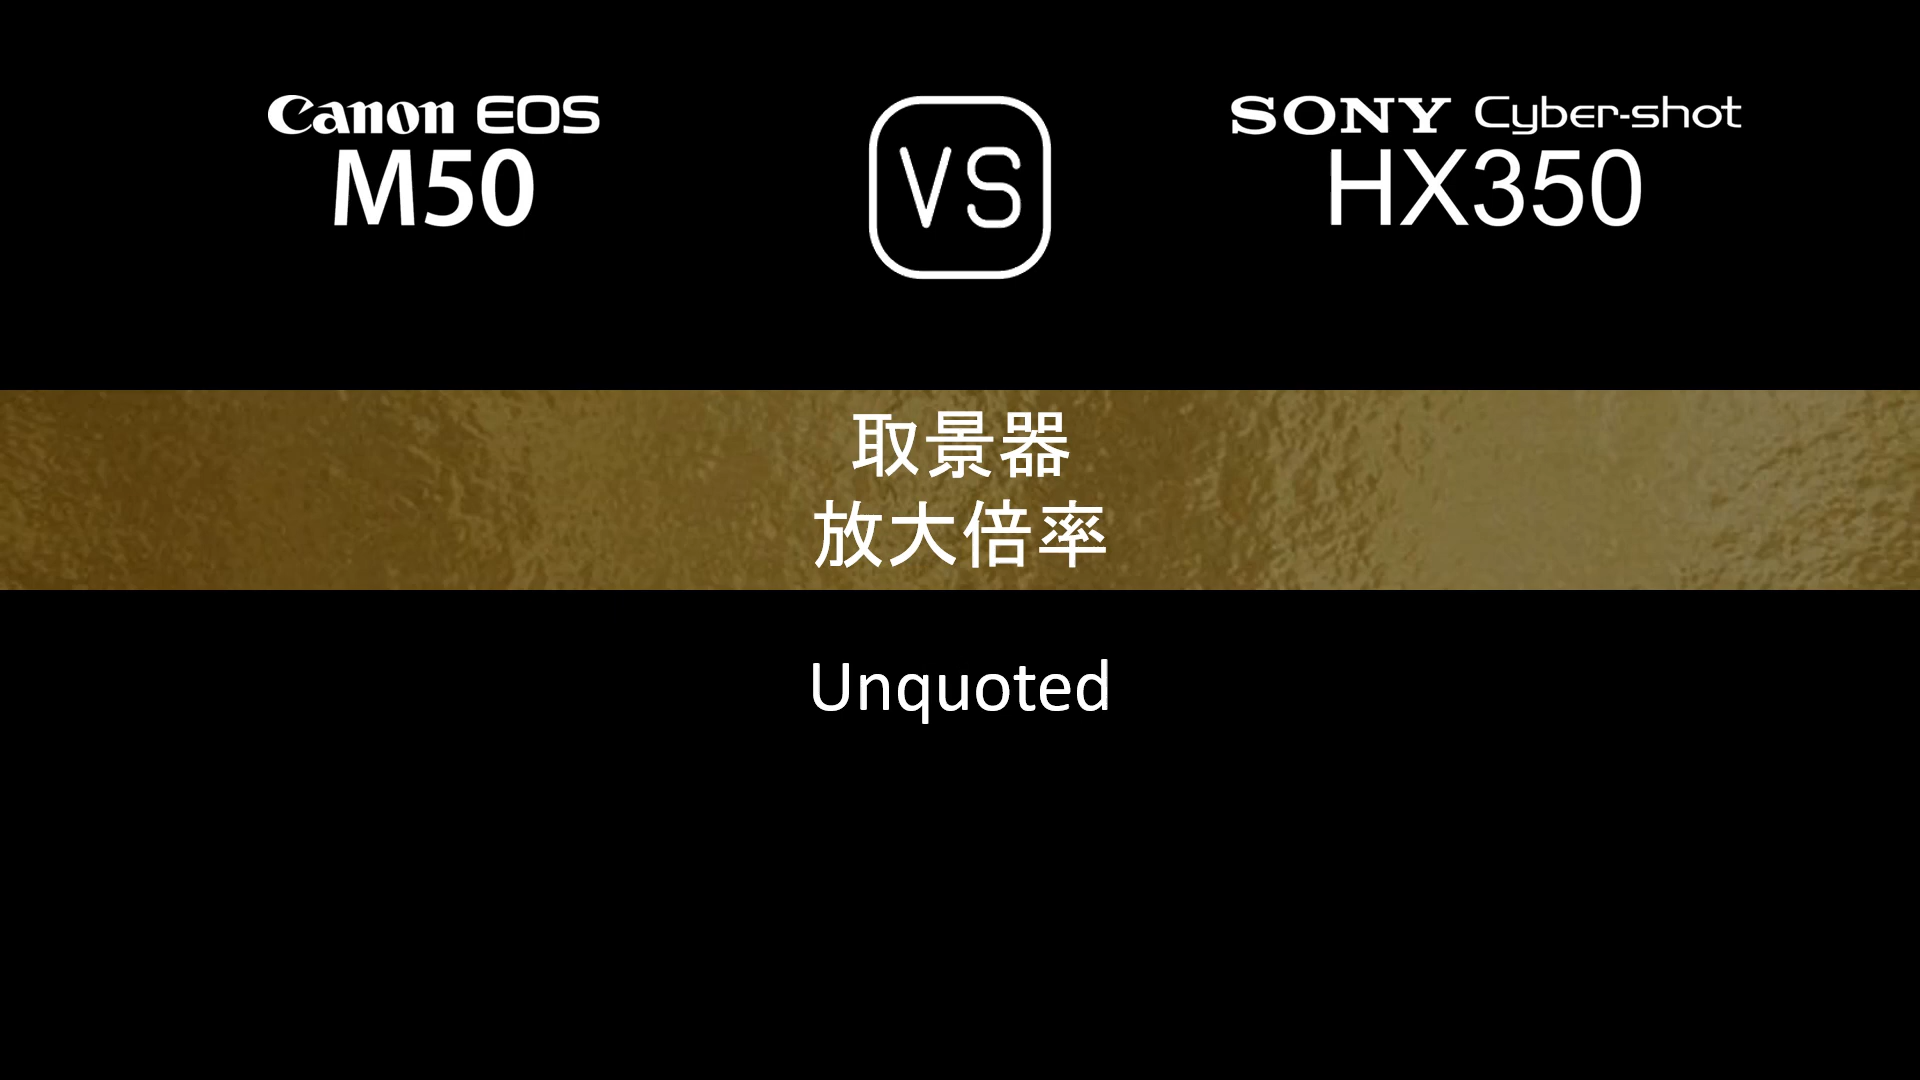 Canon EOS
M50
VS
SONY Cyber-shot
HX350
取景器
放大倍率
Unquoted